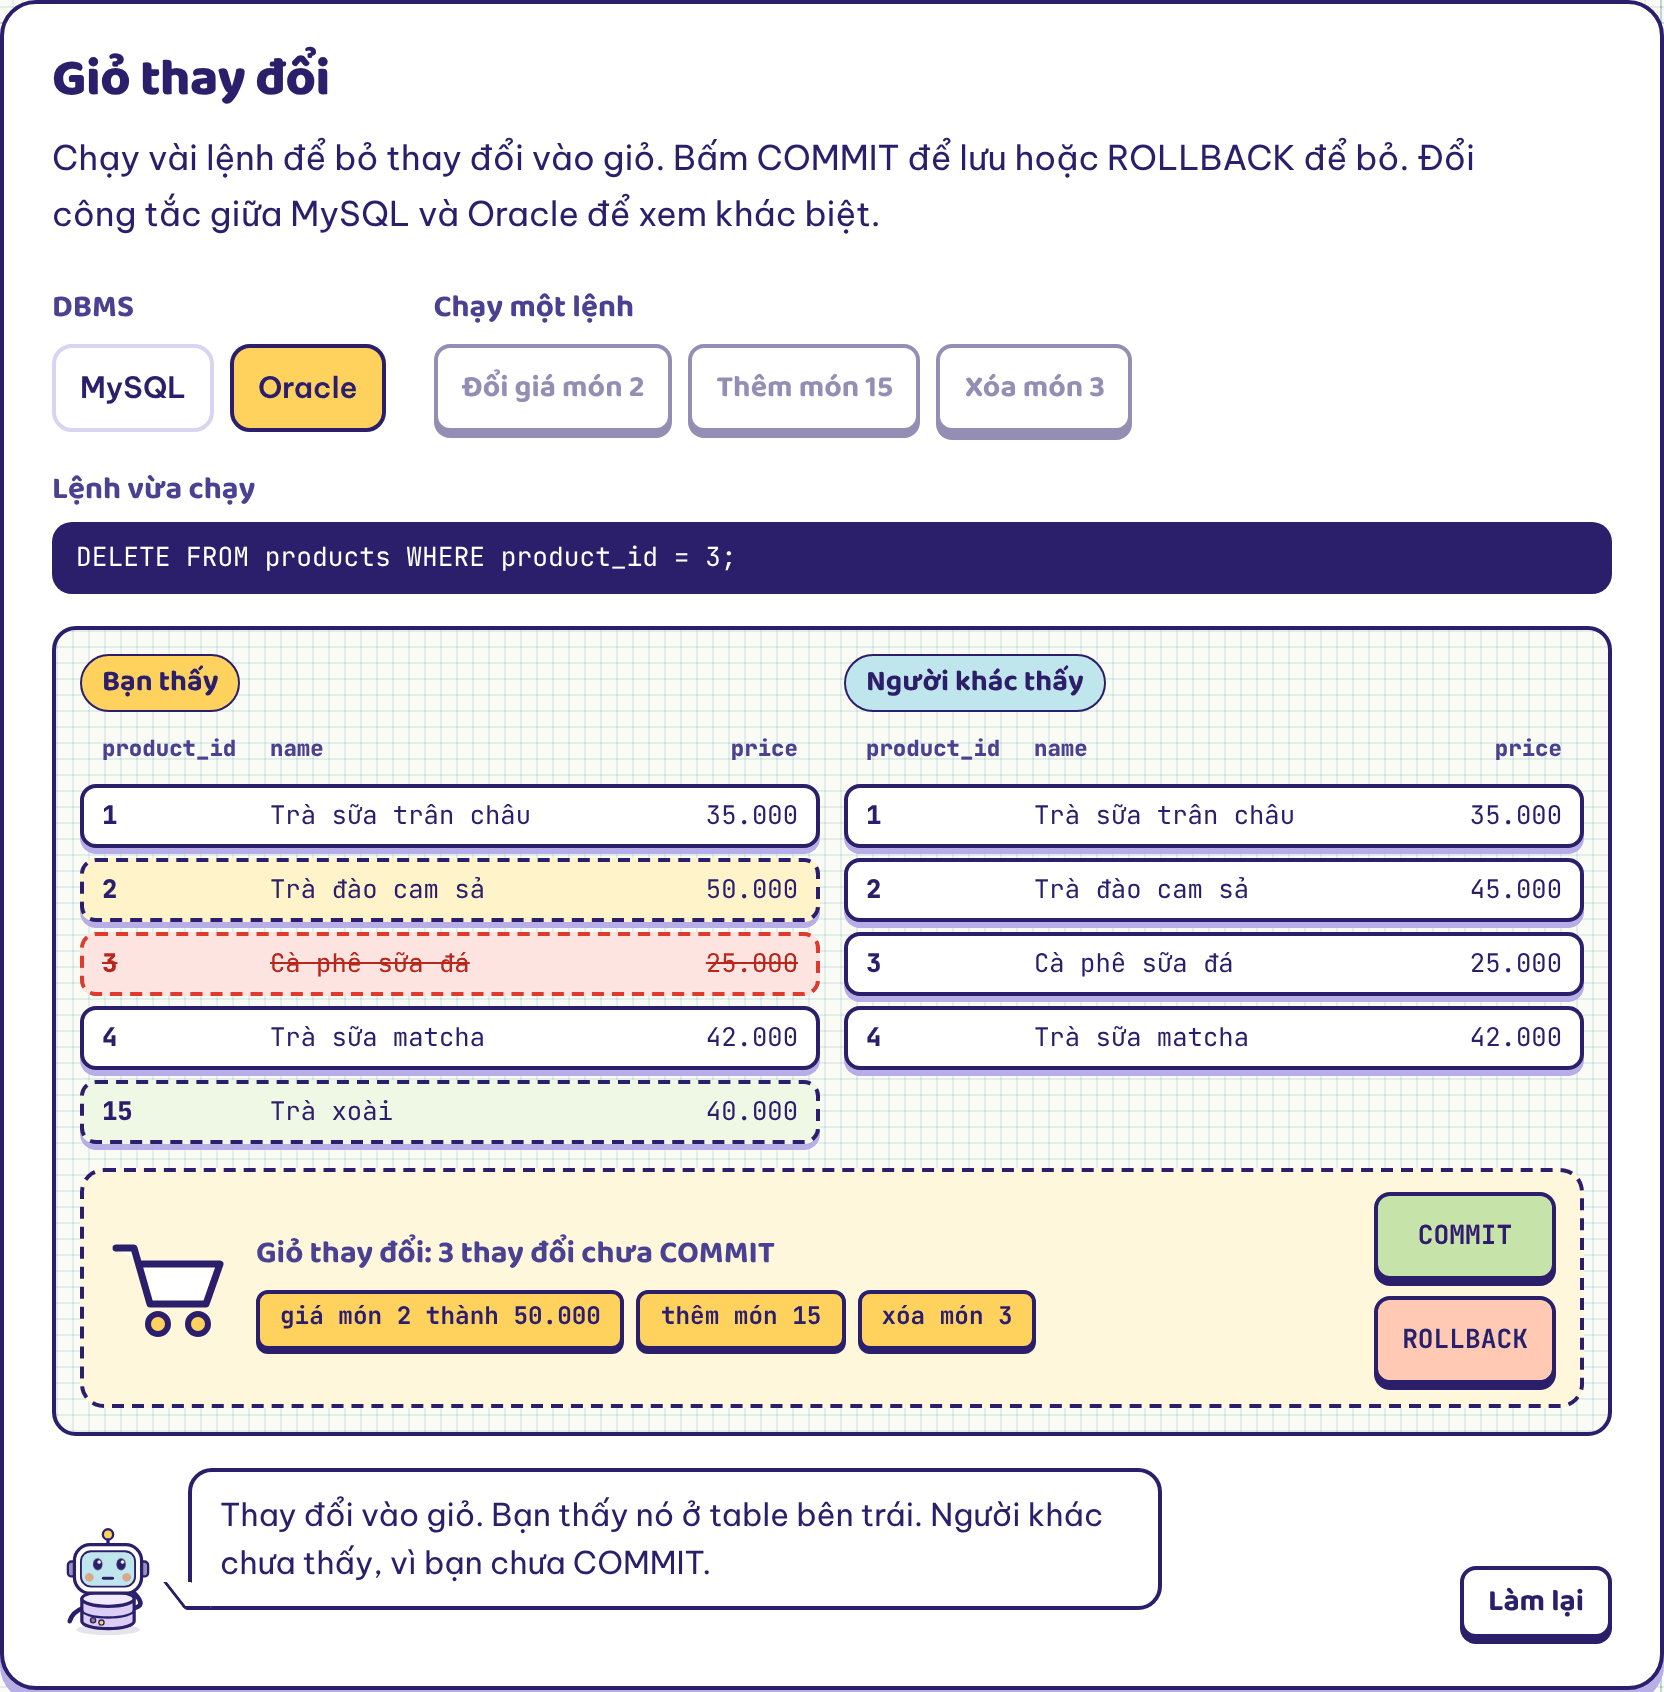 Giỏ thay đổi
Chạy vài lệnh để bỏ thay đổi vào giỏ. Bấm COMMIT để lưu hoặc ROLLBACK để bỏ. Đổi
công tắc giữa MySQL và Oracle để xem khác biệt.
DBMS
MySQL
Oracle
Chạy một lệnh
Đổi giá món 2
Thêm món 15
Xóa món 3
Lệnh vừa chạy
DELETE FROM products WHERE product_id = 3;
Bạn thấy
product_id name price
1 Trà sữa trân châu 35.000
2 Trà đào cam sả 50.000
3 Cà phê sữa đá 25.000
4 Trà sữa matcha 42.000
15 Trà xoài 40.000
Người khác thấy
product_id name price
1 Trà sữa trân châu 35.000
2 Trà đào cam sả 45.000
3 Cà phê sữa đá 25.000
4 Trà sữa matcha 42.000
Giỏ thay đổi: 3 thay đổi chưa COMMIT
giá món 2 thành 50.000
thêm món 15
xóa món 3
COMMIT
ROLLBACK
Thay đổi vào giỏ. Bạn thấy nó ở table bên trái. Người khác
chưa thấy, vì bạn chưa COMMIT.
Làm lại